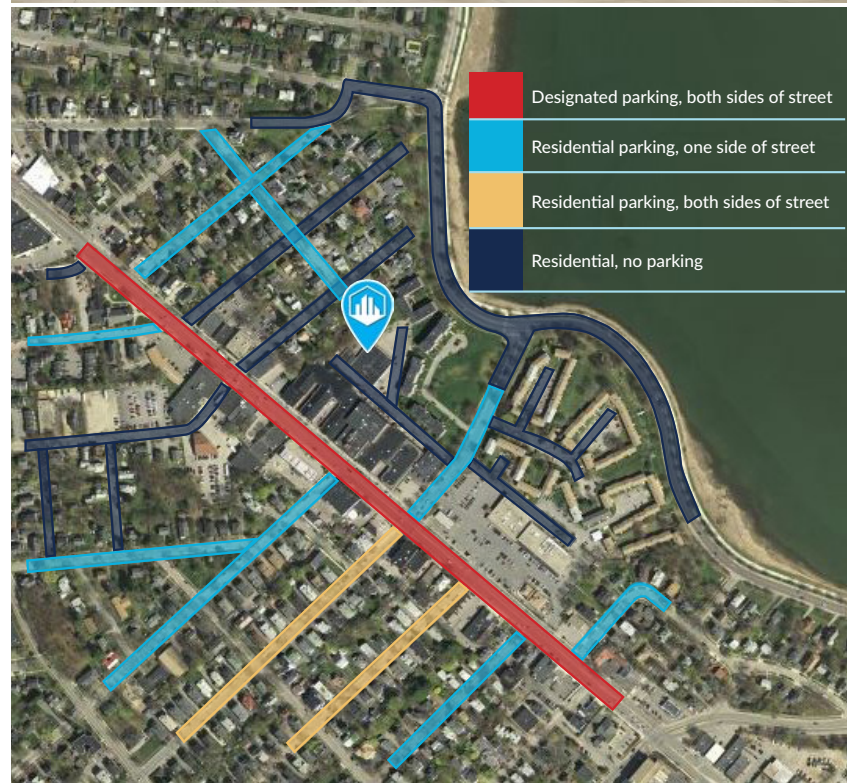 Designated parking, both sides of street
Residential parking, one side of street
Residential parking, both sides of street
Residential, no parking